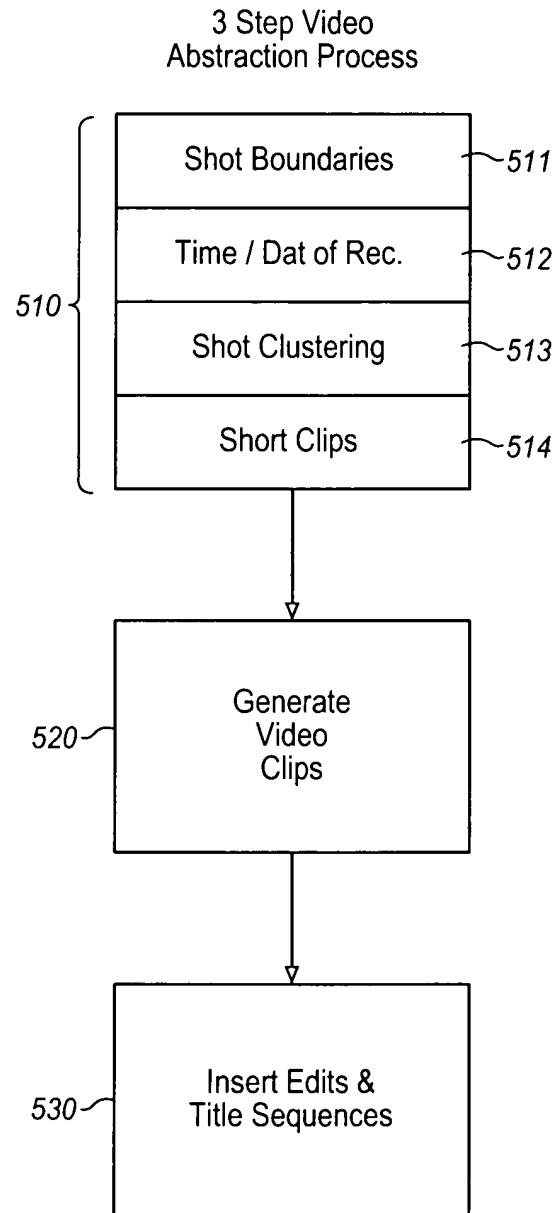 3 Step Video
Abstraction Process
510
Shot Boundaries
511
Time / Dat of Rec.
512
Shot Clustering
513
Short Clips
514
520
Generate
Video
Clips
530
Insert Edits &
Title Sequences